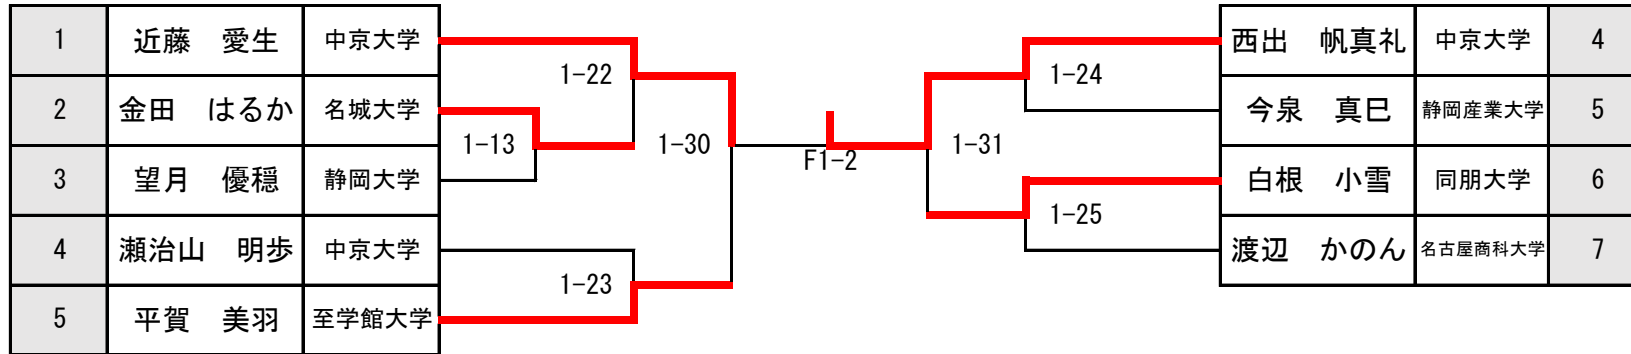 1 近藤 愛生 中京大学
2 金田 はるか 名城大学
3 望月 優穏 静岡大学
4 瀬治山 明歩 中京大学
5 平賀 美羽 至学館大学
1-22
1-13
1-23
1-30
F1-2
1-31
1-24
1-25
西出 帆真礼 中京大学 4
今泉 真巳 静岡産業大学 5
白根 小雪 同朋大学 6
渡辺 かのん 名古屋商科大学 7